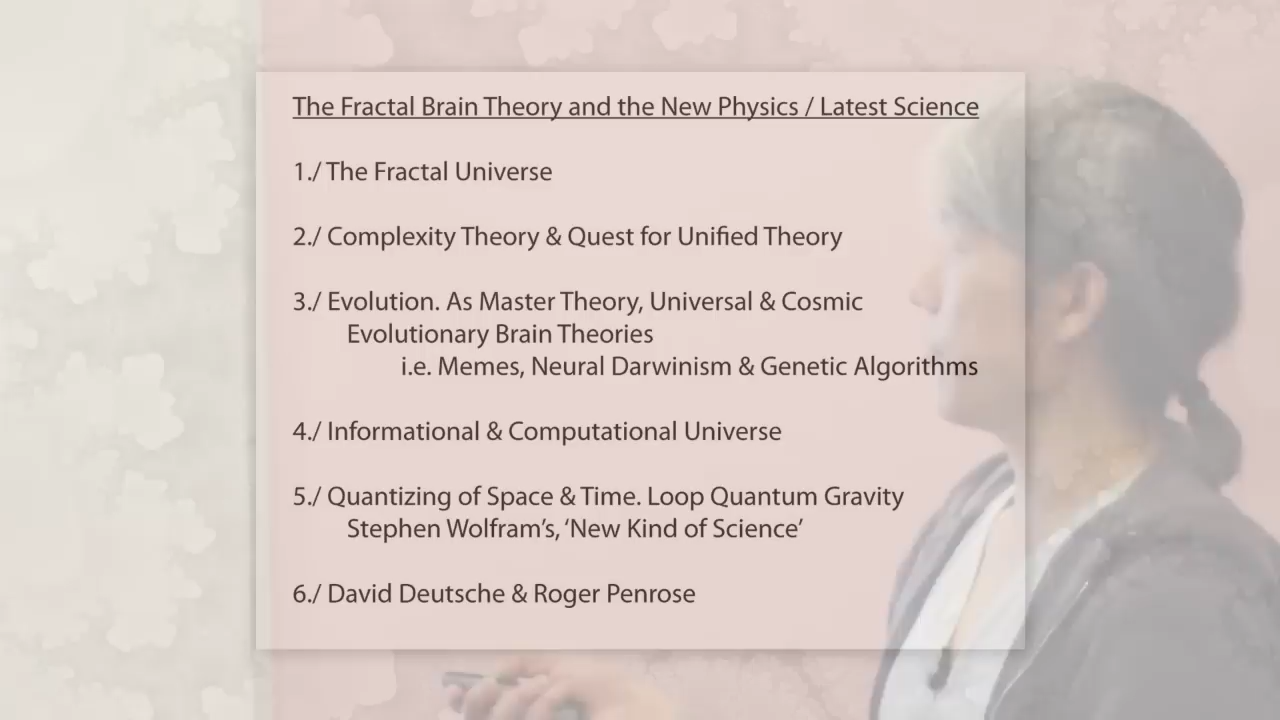 The Fractal Brain Theory and the New Physics / Latest Science
1./ The Fractal Universe
2./ Complexity Theory & Quest for Unified Theory
3./ Evolution. As Master Theory, Universal & Cosmic
Evolutionary Brain Theories
i.e. Memes, Neural Darwinism & Genetic Algorithms
4./ Informational & Computational Universe
5./ Quantizing of Space & Time. Loop Quantum Gravity
Stephen Wolfram's, 'New Kind of Science'
6./ David Deutsche & Roger Penrose